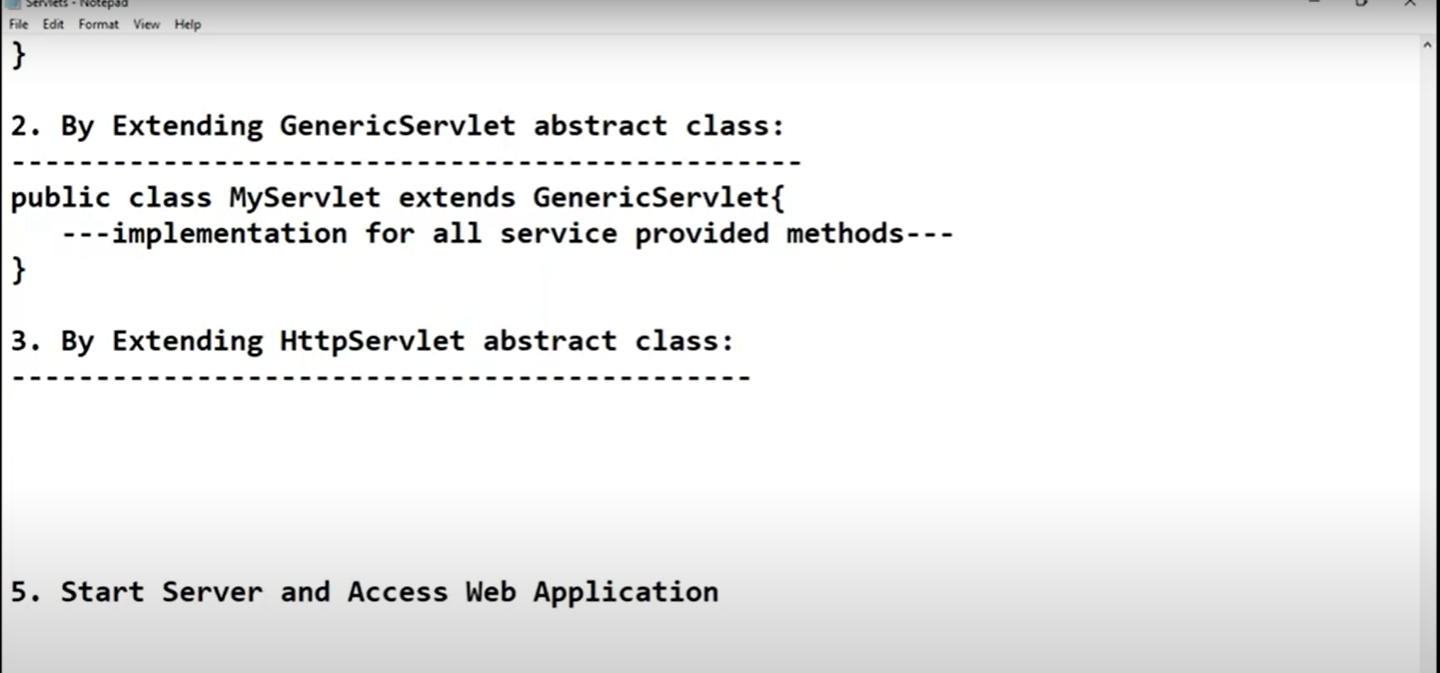 Servlets - Notepad
File Edit Format View Help
}
2. By Extending GenericServlet abstract class:
-----------------------------------------------
public class MyServlet extends GenericServlet{
   ---implementation for all service provided methods---
}
3. By Extending HttpServlet abstract class:
--------------------------------------------
5. Start Server and Access Web Application